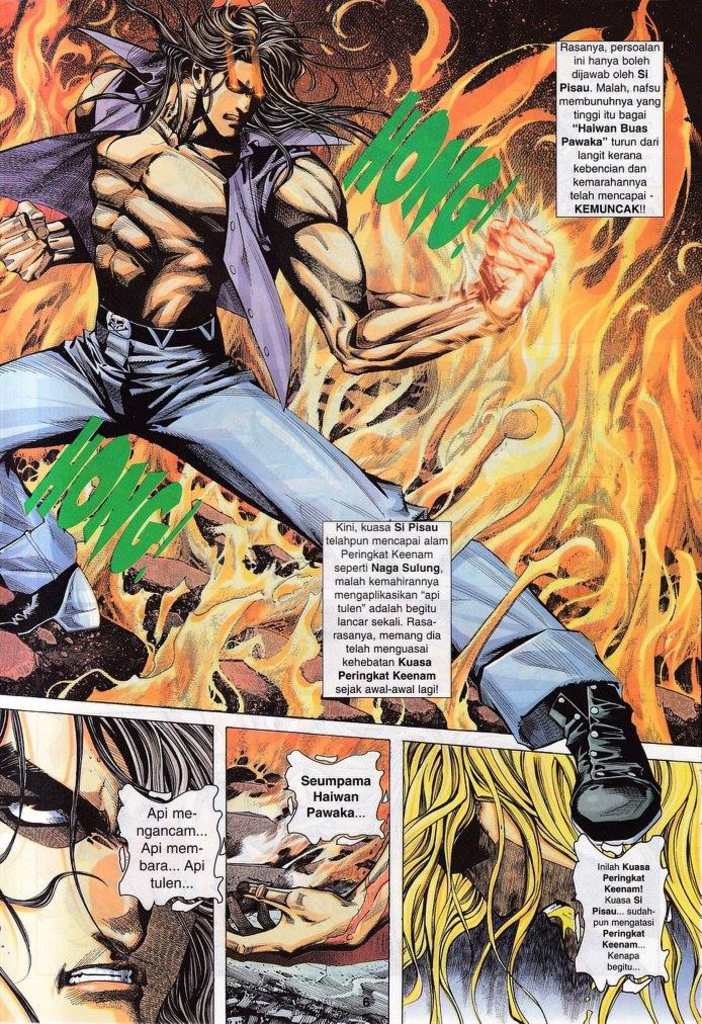 Rasanya, persoalan
ini hanya boleh
dijawab oleh Si
Pisau. Malah, nafsu
membunuhnya yang
tinggi itu bagai
“Haiwan Buas
Pawaka” turun dari
langit kerana
kebencian dan
kemarahannya
telah mencapai -
KEMUNCAK!!
HONG!
HONG!
Kini, kuasa Si Pisau
telahpun mencapai alam
Peringkat Keenam
seperti Naga Sulung,
malah kemahirannya
mengaplikasikan “api
tulen” adalah begitu
lancar sekali. Rasa-
rasanya, memang dia
telah menguasai
kehebatan Kuasa
Peringkat Keenam
sejak awal-awal lagi!
Api me-
ngancam...
Api mem-
bara... Api
tulen...
Seumpama
Haiwan
Pawaka...
Inilah Kuasa
Peringkat
Keenam!
Kuasa Si
Pisau... sudah-
pun mengatasi
Peringkat
Keenam...
Kenapa
begitu...
6